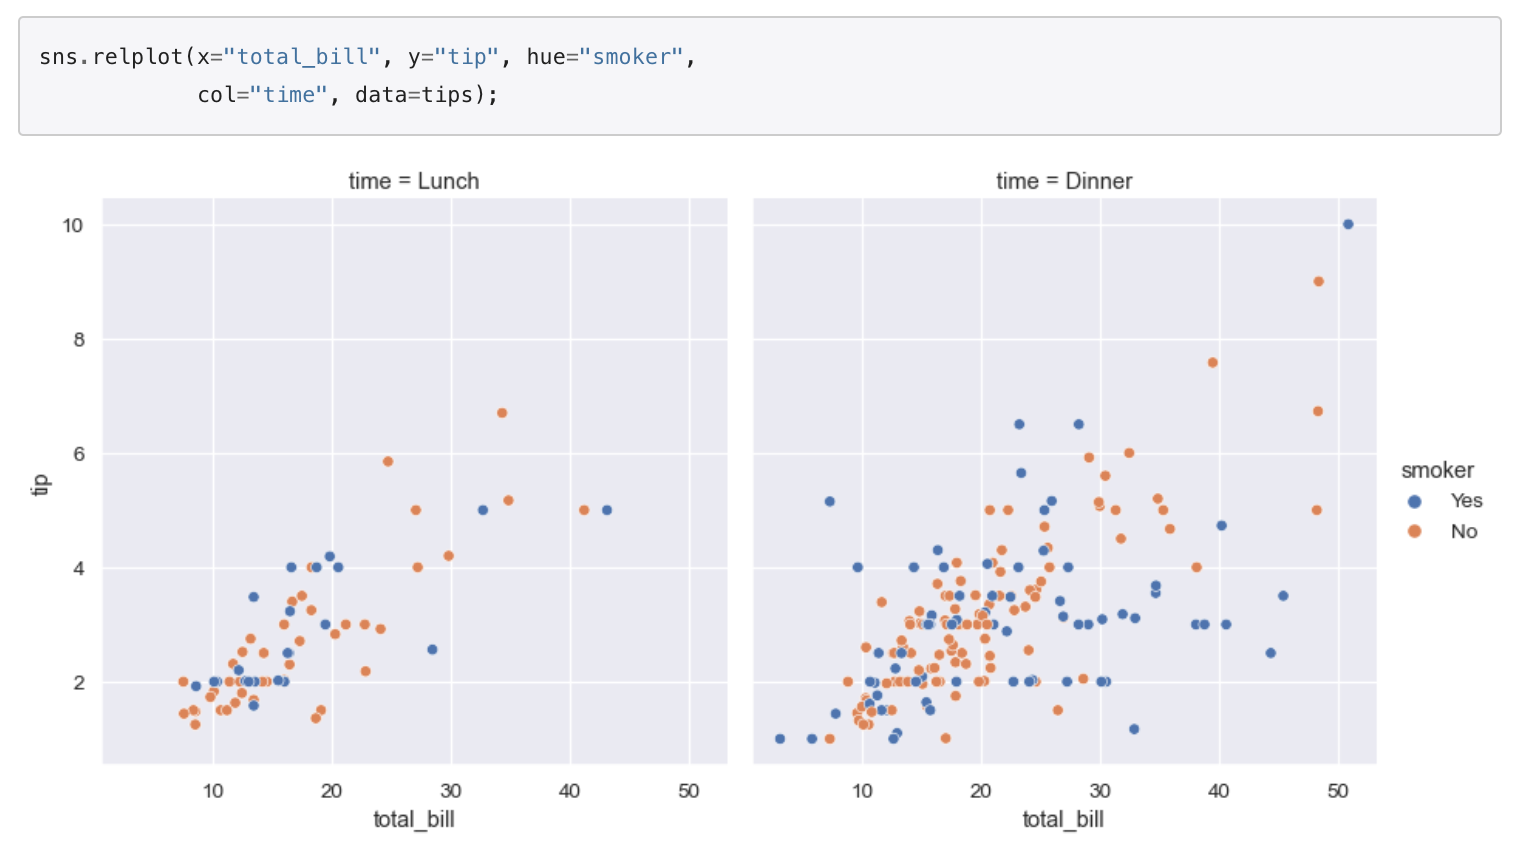 sns.relplot(x="total_bill", y="tip", hue="smoker",
col="time", data=tips);
time = Lunch
time = Dinner
10
8
6
4
2
tip
10 20 30 40 50
10 20 30 40 50
total_bill
total_bill
smoker
Yes
No